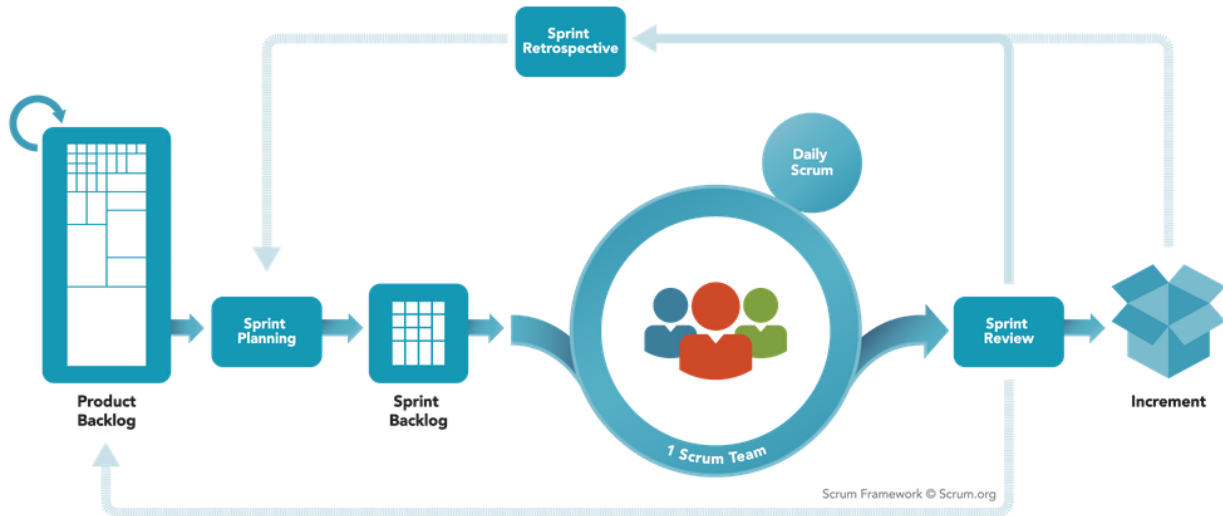 Sprint
Retrospective
Daily
Scrum
Sprint
Planning
Sprint
Review
Product
Backlog
Sprint
Backlog
1 Scrum Team
Increment
Scrum Framework © Scrum.org